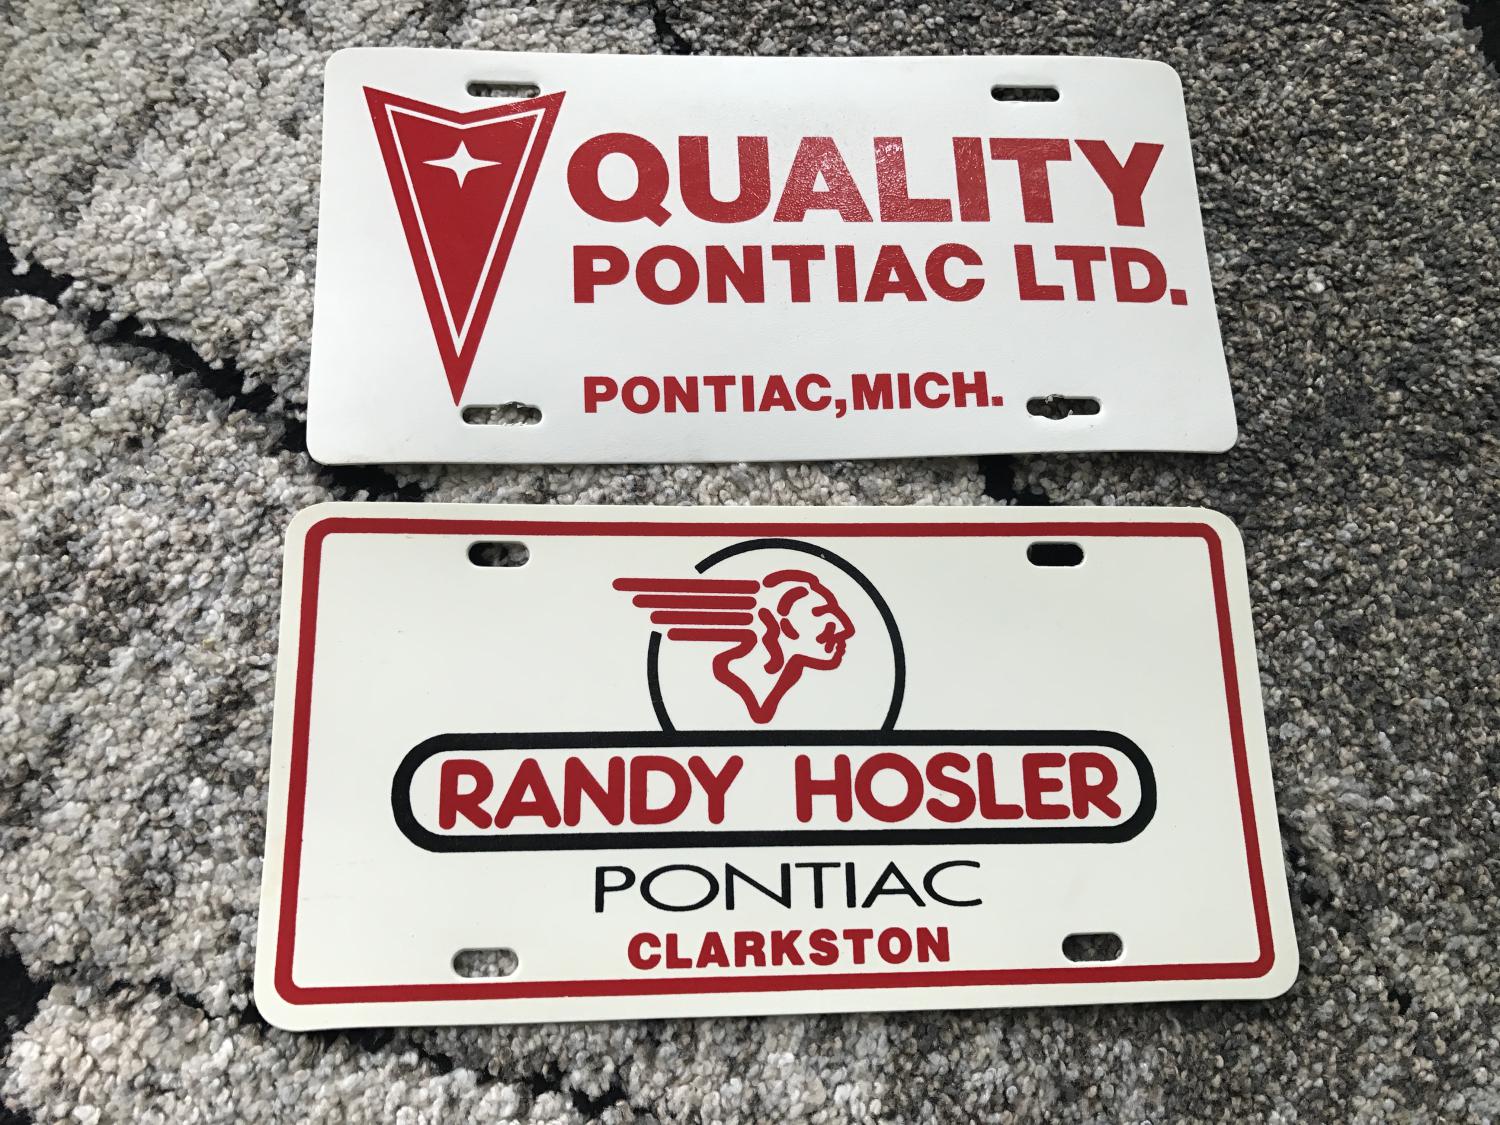 QUALITY
PONTIAC LTD.
PONTIAC, MICH.
RANDY HOSLER
PONTIAC
CLARKSTON